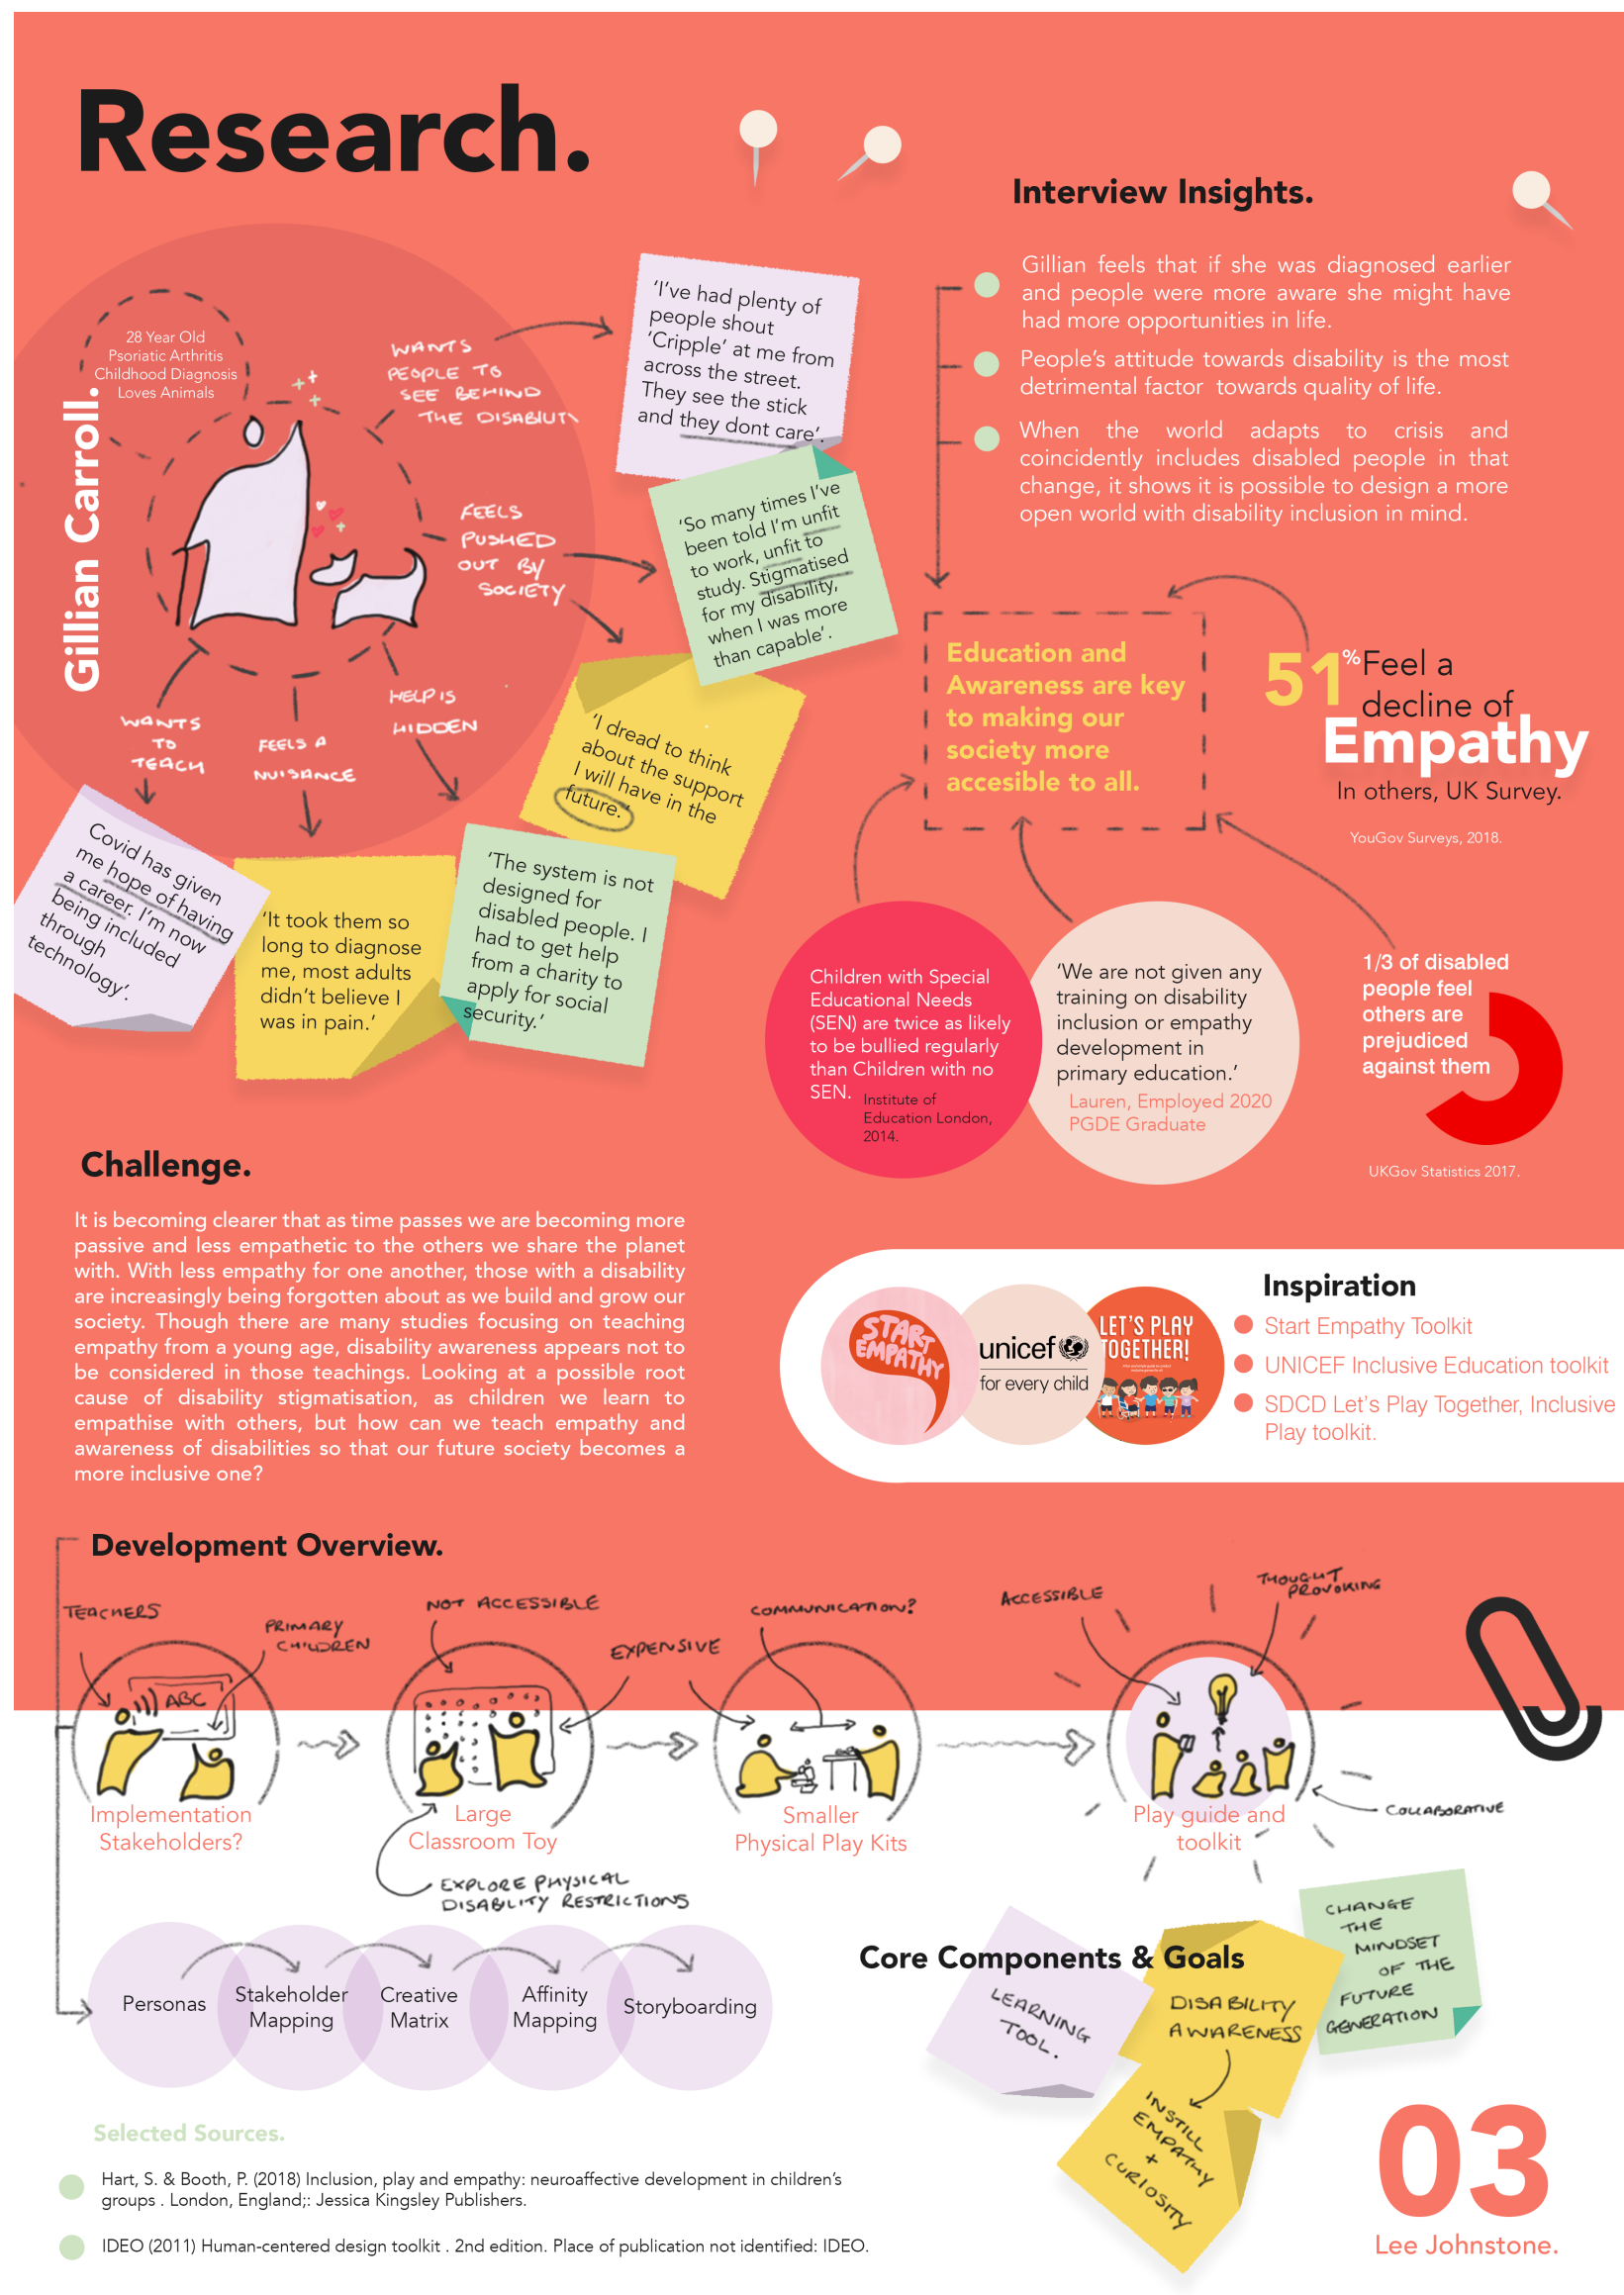 Research.
Gillian Carroll.
28 Year Old
Psoriatic Arthritis
Childhood Diagnosis
Loves Animals
WANTS
PEOPLE TO
SEE BEHIND
THE DISABILITY
FEELS
PUSHED
OUT BY
SOCIETY
HELP IS
HIDDEN
FEELS A
NUISANCE
WANTS
TO
TEACH
'I've had plenty of
people shout
'Cripple' at me from
across the street.
They see the stick
and they dont care'.
'So many times I've
been told I'm unfit
to work, unfit to
study. Stigmatised
for my disability,
when I was more
than capable'.
'I dread to think
about the support
I will have in the
future.'
'The system is not
designed for
disabled people. I
had to get help
from a charity to
apply for social
security.'
'It took them so
long to diagnose
me, most adults
didn't believe I
was in pain.'
Covid has given
me hope of having
a career. I'm now
being included
through
technology'.
Interview Insights.
Gillian feels that if she was diagnosed earlier
and people were more aware she might have
had more opportunities in life.
People's attitude towards disability is the most
detrimental factor towards quality of life.
When the world adapts to crisis and
coincidently includes disabled people in that
change, it shows it is possible to design a more
open world with disability inclusion in mind.
Education and
Awareness are key
to making our
society more
accesible to all.
51% Feel a
decline of
Empathy
In others, UK Survey.
YouGov Surveys, 2018.
Children with Special
Educational Needs
(SEN) are twice as likely
to be bullied regularly
than Children with no
SEN.
Institute of
Education London,
2014.
'We are not given any
training on disability
inclusion or empathy
development in
primary education.'
Lauren, Employed 2020
PGDE Graduate
1/3 of disabled
people feel
others are
prejudiced
against them
UKGov Statistics 2017.
Challenge.
It is becoming clearer that as time passes we are becoming more
passive and less empathetic to the others we share the planet
with. With less empathy for one another, those with a disability
are increasingly being forgotten about as we build and grow our
society. Though there are many studies focusing on teaching
empathy from a young age, disability awareness appears not to
be considered in those teachings. Looking at a possible root
cause of disability stigmatisation, as children we learn to
empathise with others, but how can we teach empathy and
awareness of disabilities so that our future society becomes a
more inclusive one?
START
EMPATHY
unicef
for every child
LET'S PLAY
TOGETHER!
Inspiration
Start Empathy Toolkit
UNICEF Inclusive Education toolkit
SDCD Let's Play Together, Inclusive
Play toolkit.
Development Overview.
TEACHERS
PRIMARY
CHILDREN
ABC
Implementation
Stakeholders?
NOT ACCESSIBLE
EXPENSIVE
Large
Classroom Toy
EXPLORE PHYSICAL
DISABILITY RESTRICTIONS
COMMUNICATION?
Smaller
Physical Play Kits
ACCESSIBLE
THOUGHT
PROVOKING
COLLABORATIVE
Play guide and
toolkit
Personas
Stakeholder
Mapping
Creative
Matrix
Affinity
Mapping
Storyboarding
Core Components & Goals
LEARNING
TOOL.
DISABILITY
AWARENESS
INSTILL
EMPATHY
+
CURIOSITY
CHANGE
THE
MINDSET
OF THE
FUTURE
GENERATION
Selected Sources.
Hart, S. & Booth, P. (2018) Inclusion, play and empathy: neuroaffective development in children's
groups . London, England;: Jessica Kingsley Publishers.
IDEO (2011) Human-centered design toolkit . 2nd edition. Place of publication not identified: IDEO.
03
Lee Johnstone.